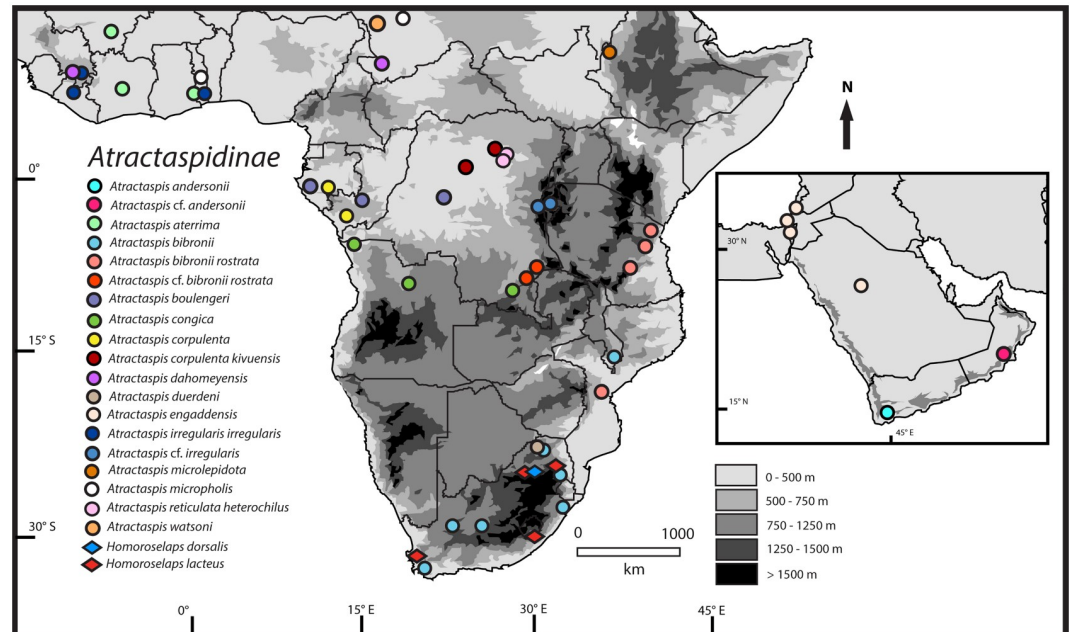 N
Atractaspidinae
0°
Atractaspis andersonii
Atractaspis cf. andersonii
Atractaspis aterrima
Atractaspis bibronii
Atractaspis bibronii rostrata
Atractaspis cf. bibronii rostrata
Atractaspis boulengeri
Atractaspis congica
Atractaspis corpulenta
15° S
Atractaspis corpulenta kivuensis
Atractaspis dahomeyensis
Atractaspis duerdeni
Atractaspis engaddensis
Atractaspis irregularis irregularis
Atractaspis cf. irregularis
Atractaspis microlepidota
Atractaspis micropholis
Atractaspis reticulata heterochilus
Atractaspis watsoni
30° S
Homoroselaps dorsalis
Homoroselaps lacteus
30° N
15° N
45° E
0 - 500 m
500 - 750 m
750 - 1250 m
1250 - 1500 m
> 1500 m
0 1000
km
0° 15° E 30° E 45° E